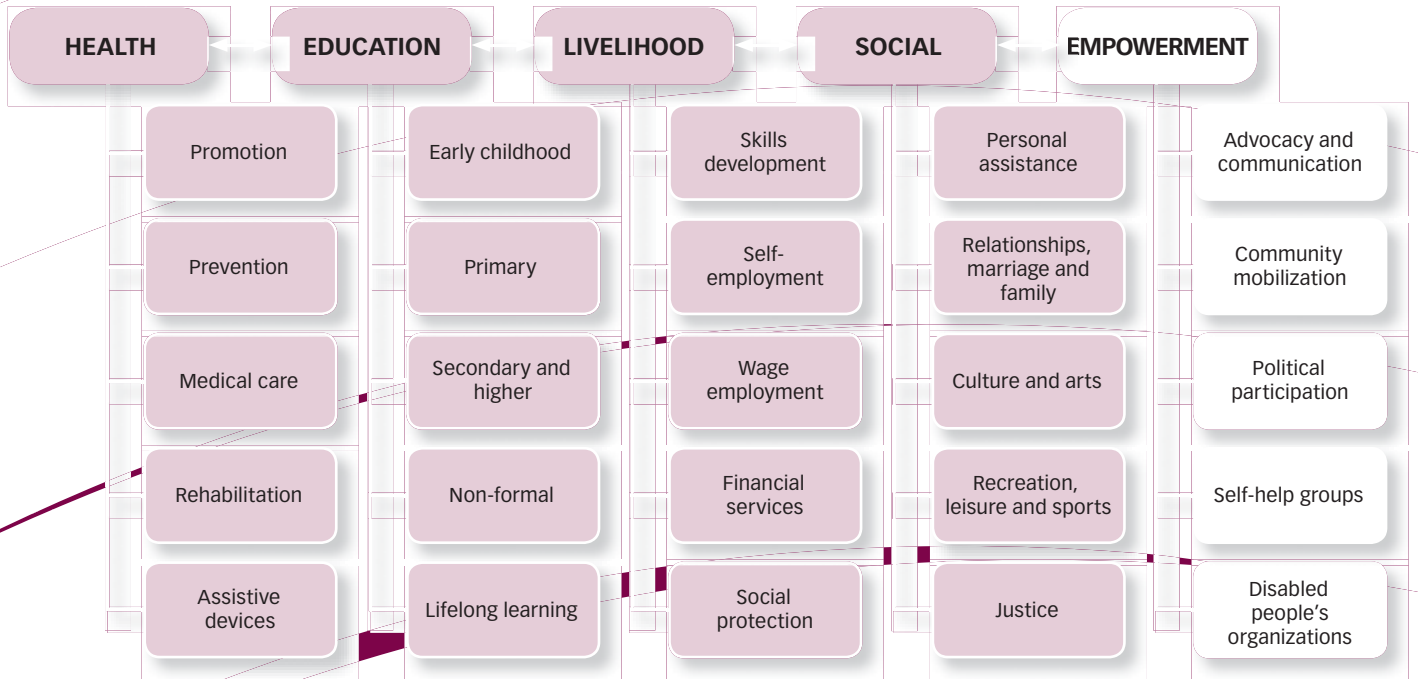 HEALTH
EDUCATION
LIVELIHOOD
SOCIAL
EMPOWERMENT
Promotion
Prevention
Medical care
Rehabilitation
Assistive
devices
Early childhood
Primary
Secondary and
higher
Non-formal
Lifelong learning
Skills
development
Self-
employment
Wage
employment
Financial
services
Social
protection
Personal
assistance
Relationships,
marriage and
family
Culture and arts
Recreation,
leisure and sports
Justice
Advocacy and
communication
Community
mobilization
Political
participation
Self-help groups
Disabled
people’s
organizations